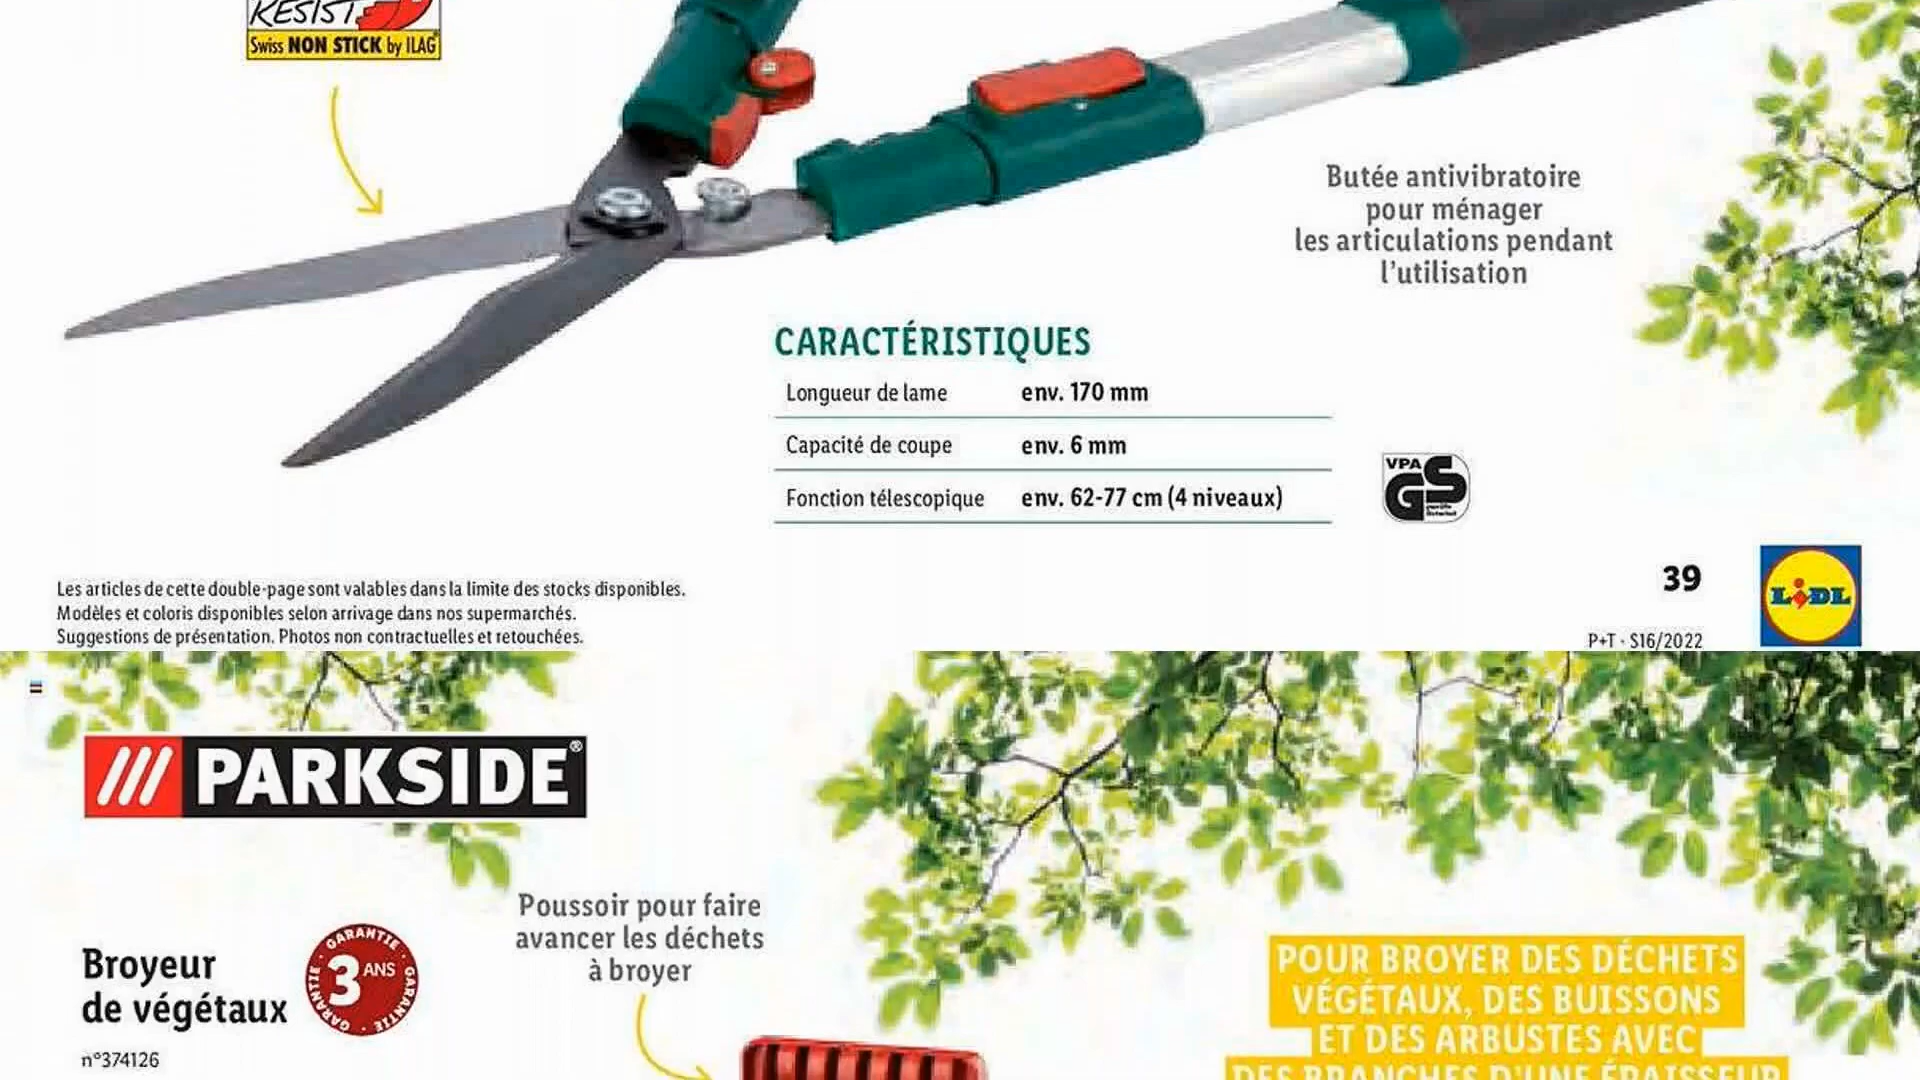 RESIST
Swiss NON STICK by ILAG
Butée antivibratoire
pour ménager
les articulations pendant
l'utilisation
CARACTÉRISTIQUES
Longueur de lame env. 170 mm
Capacité de coupe env. 6 mm
Fonction télescopique env. 62-77 cm (4 niveaux)
VPA
GS
39
LIDL
Les articles de cette double-page sont valables dans la limite des stocks disponibles.
Modèles et coloris disponibles selon arrivage dans nos supermarchés.
Suggestions de présentation. Photos non contractuelles et retouchées.
P+T - S16/2022
PARKSIDE®
Poussoir pour faire
avancer les déchets
à broyer
Broyeur
de végétaux
GARANTIE · GARANTIE · GARANTIE ·
3 ANS
n°374126
POUR BROYER DES DÉCHETS
VÉGÉTAUX, DES BUISSONS
ET DES ARBUSTES AVEC
DES BRANCHES D'UNE ÉPAISSEUR